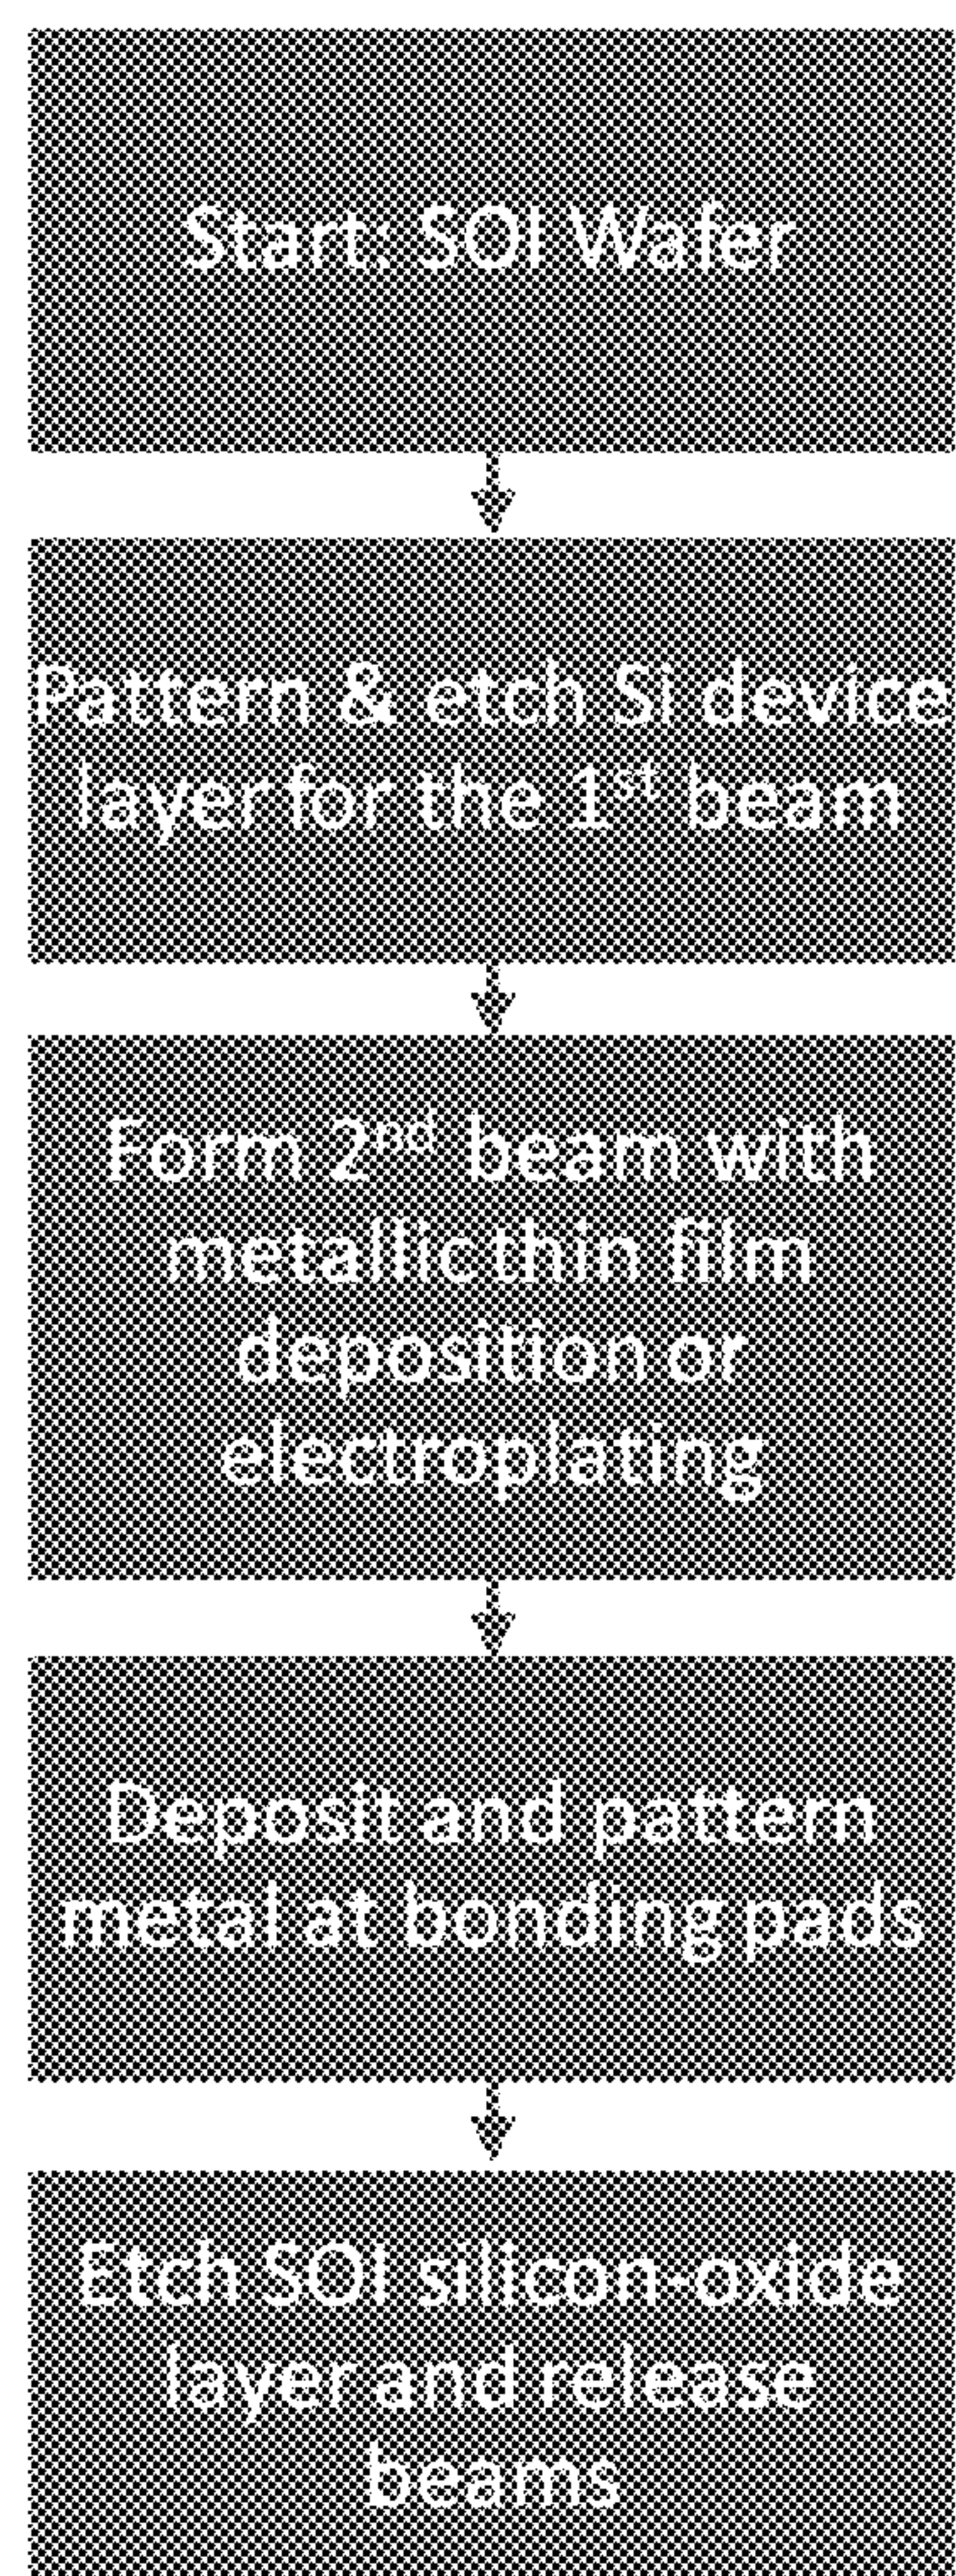 Start: SOI Wafer
Pattern & etch Si device
layer for the 1st beam
Form 2nd beam with
metallic thin film
deposition or
electroplating
Deposit and pattern
metal at bonding pads
Etch SOI silicon-oxide
layer and release
beams